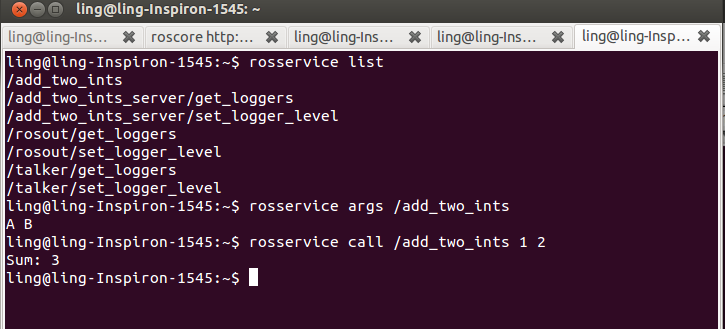 ling@ling-Inspiron-1545: ~
ling@ling-Ins... roscore http:... ling@ling-Ins... ling@ling-Ins... ling@ling-Insp...
ling@ling-Inspiron-1545:~$ rosservice list
/add_two_ints
/add_two_ints_server/get_loggers
/add_two_ints_server/set_logger_level
/rosout/get_loggers
/rosout/set_logger_level
/talker/get_loggers
/talker/set_logger_level
ling@ling-Inspiron-1545:~$ rosservice args /add_two_ints
A B
ling@ling-Inspiron-1545:~$ rosservice call /add_two_ints 1 2
Sum: 3
ling@ling-Inspiron-1545:~$